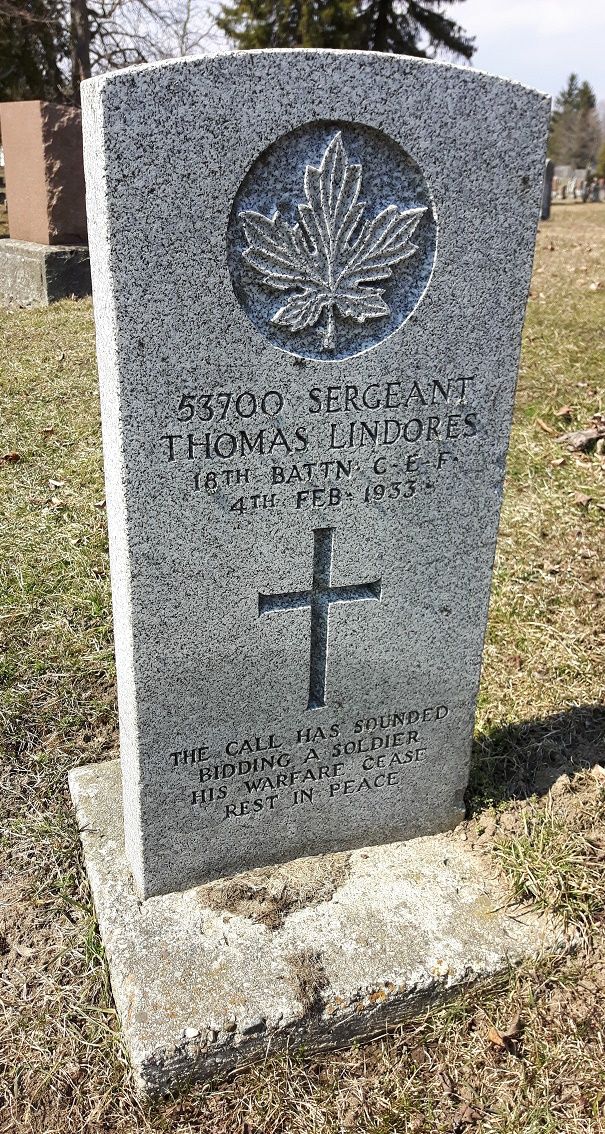 53700 SERGEANT
THOMAS LINDORES
18TH BATTN· C·E·F·
4TH FEB· 1933·
THE CALL HAS SOUNDED
BIDDING A SOLDIER
HIS WARFARE CEASE
REST IN PEACE